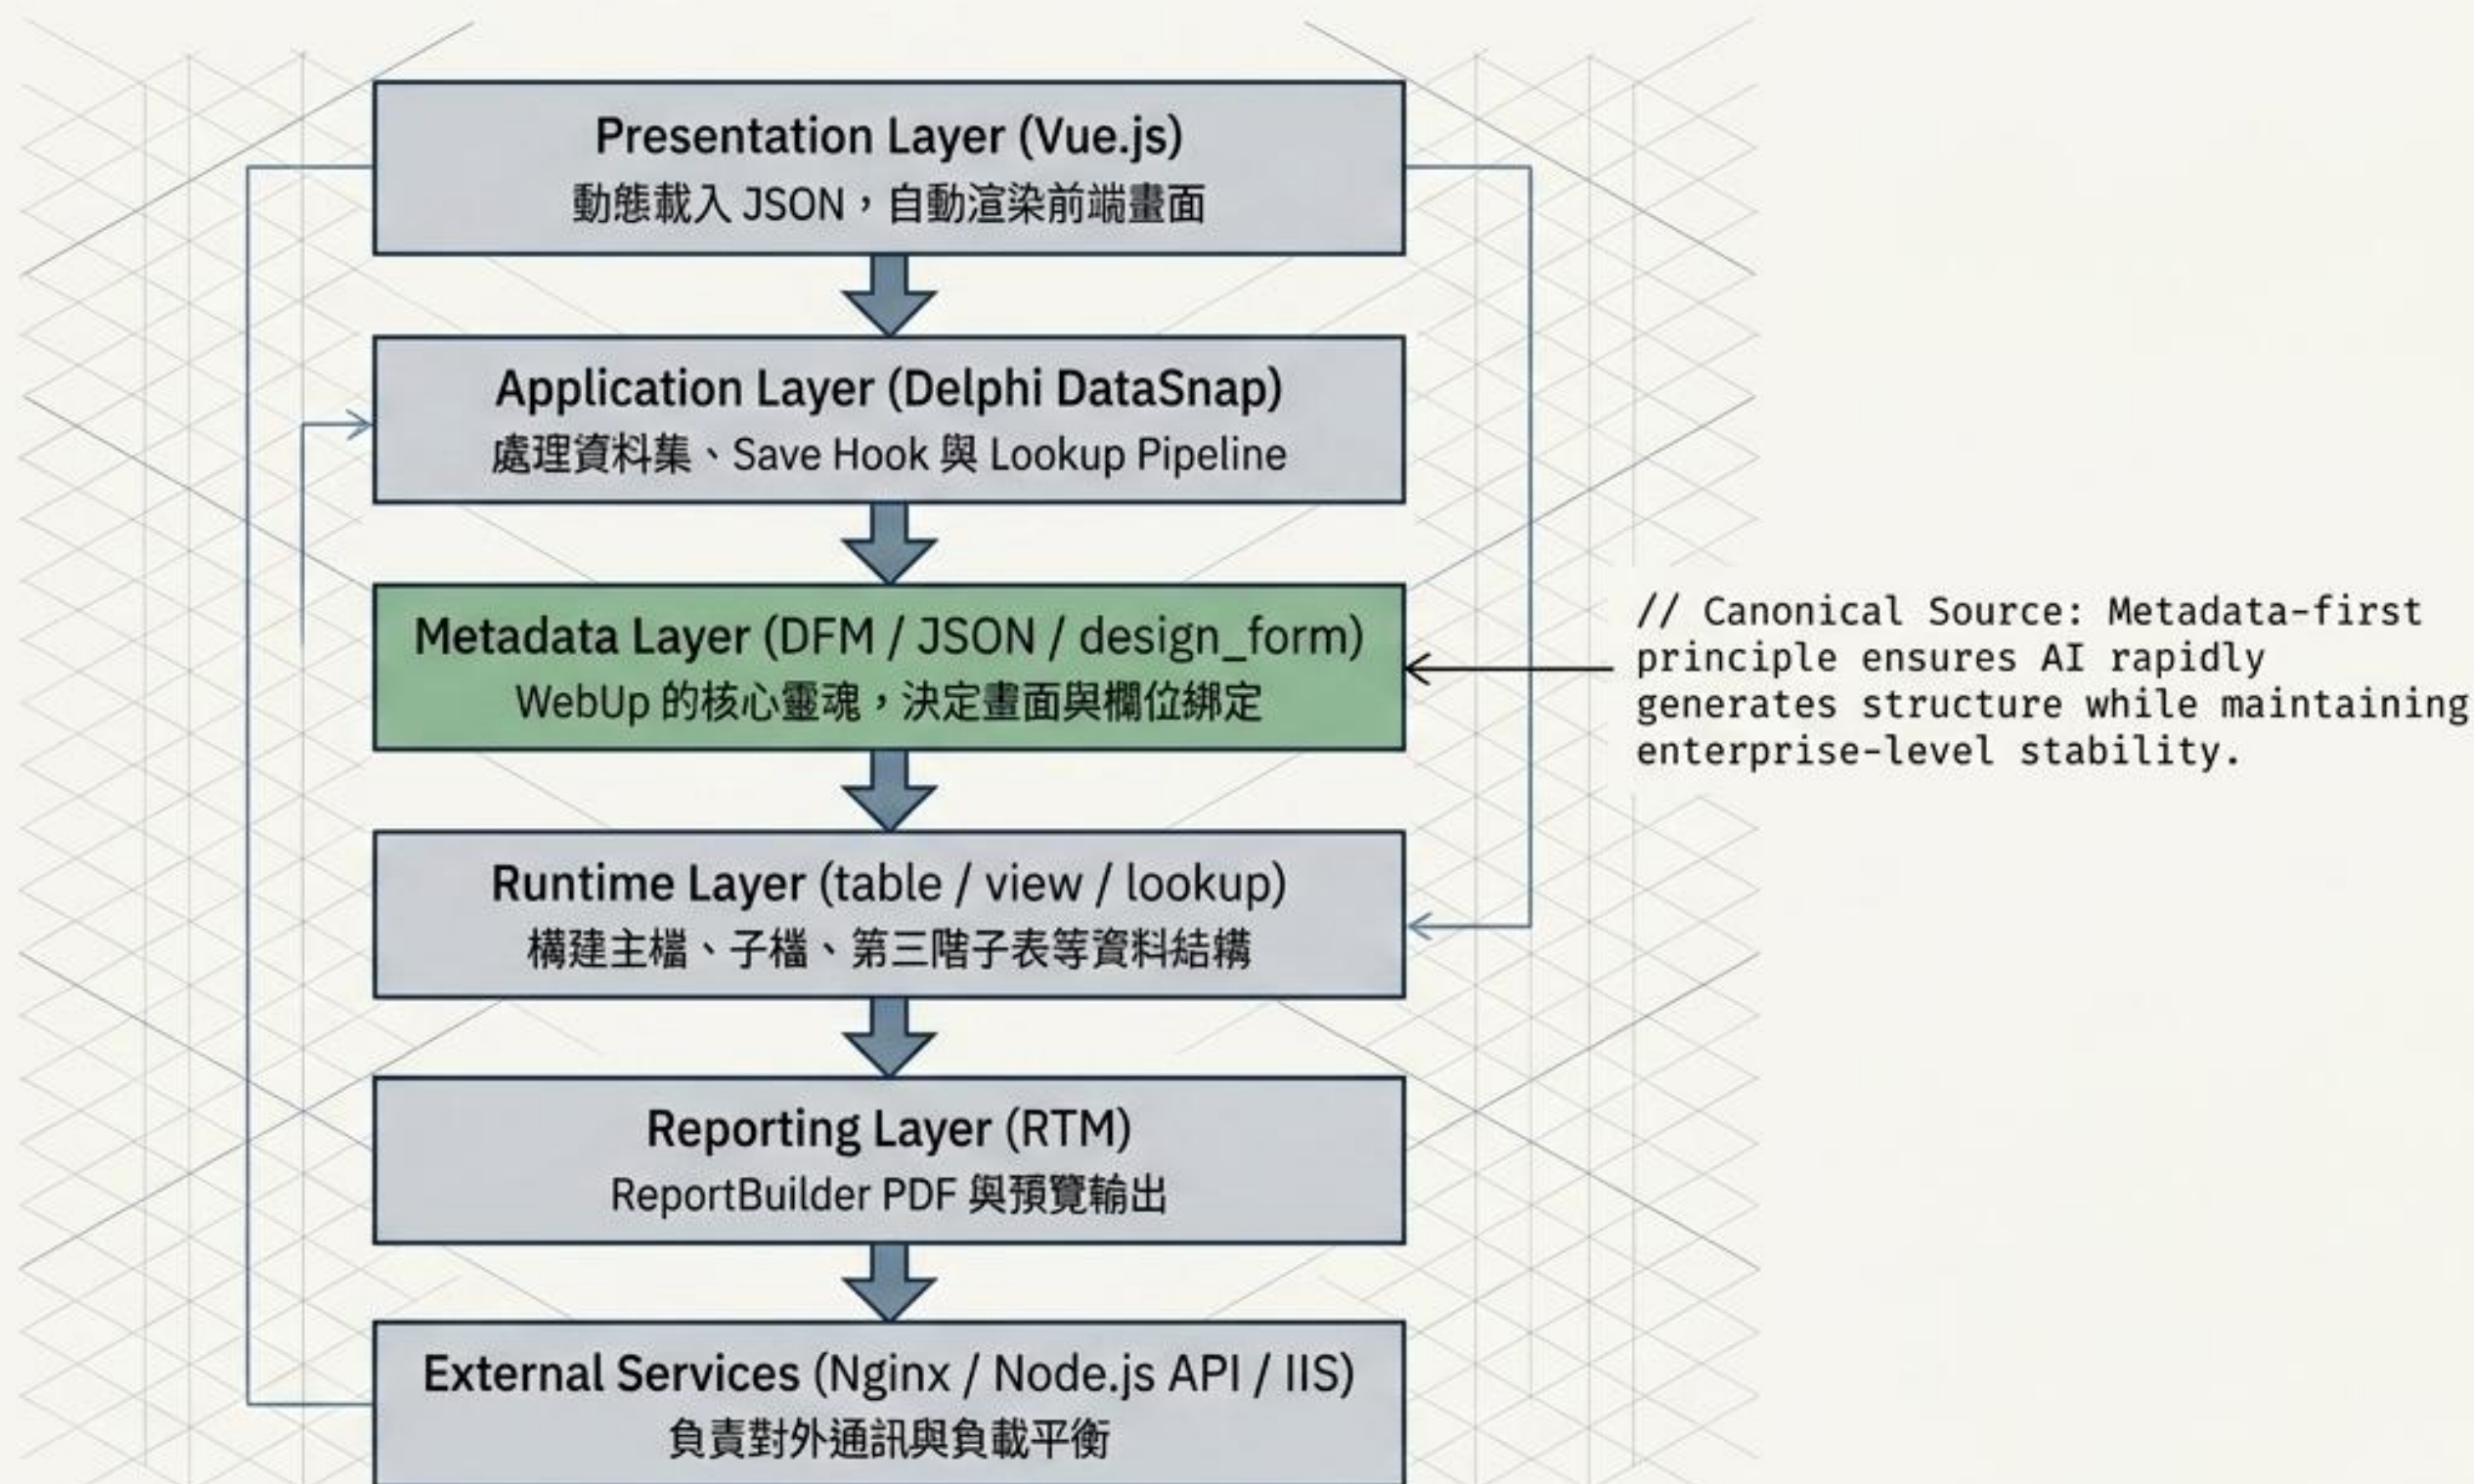 Presentation Layer (Vue.js)
動態載入 JSON，自動渲染前端畫面
Application Layer (Delphi DataSnap)
處理資料集、Save Hook 與 Lookup Pipeline
Metadata Layer (DFM / JSON / design_form)
WebUp 的核心靈魂，決定畫面與欄位綁定
// Canonical Source: Metadata-first
principle ensures AI rapidly
generates structure while maintaining
enterprise-level stability.
Runtime Layer (table / view / lookup)
構建主檔、子檔、第三階子表等資料結構
Reporting Layer (RTM)
ReportBuilder PDF 與預覽輸出
External Services (Nginx / Node.js API / IIS)
負責對外通訊與負載平衡